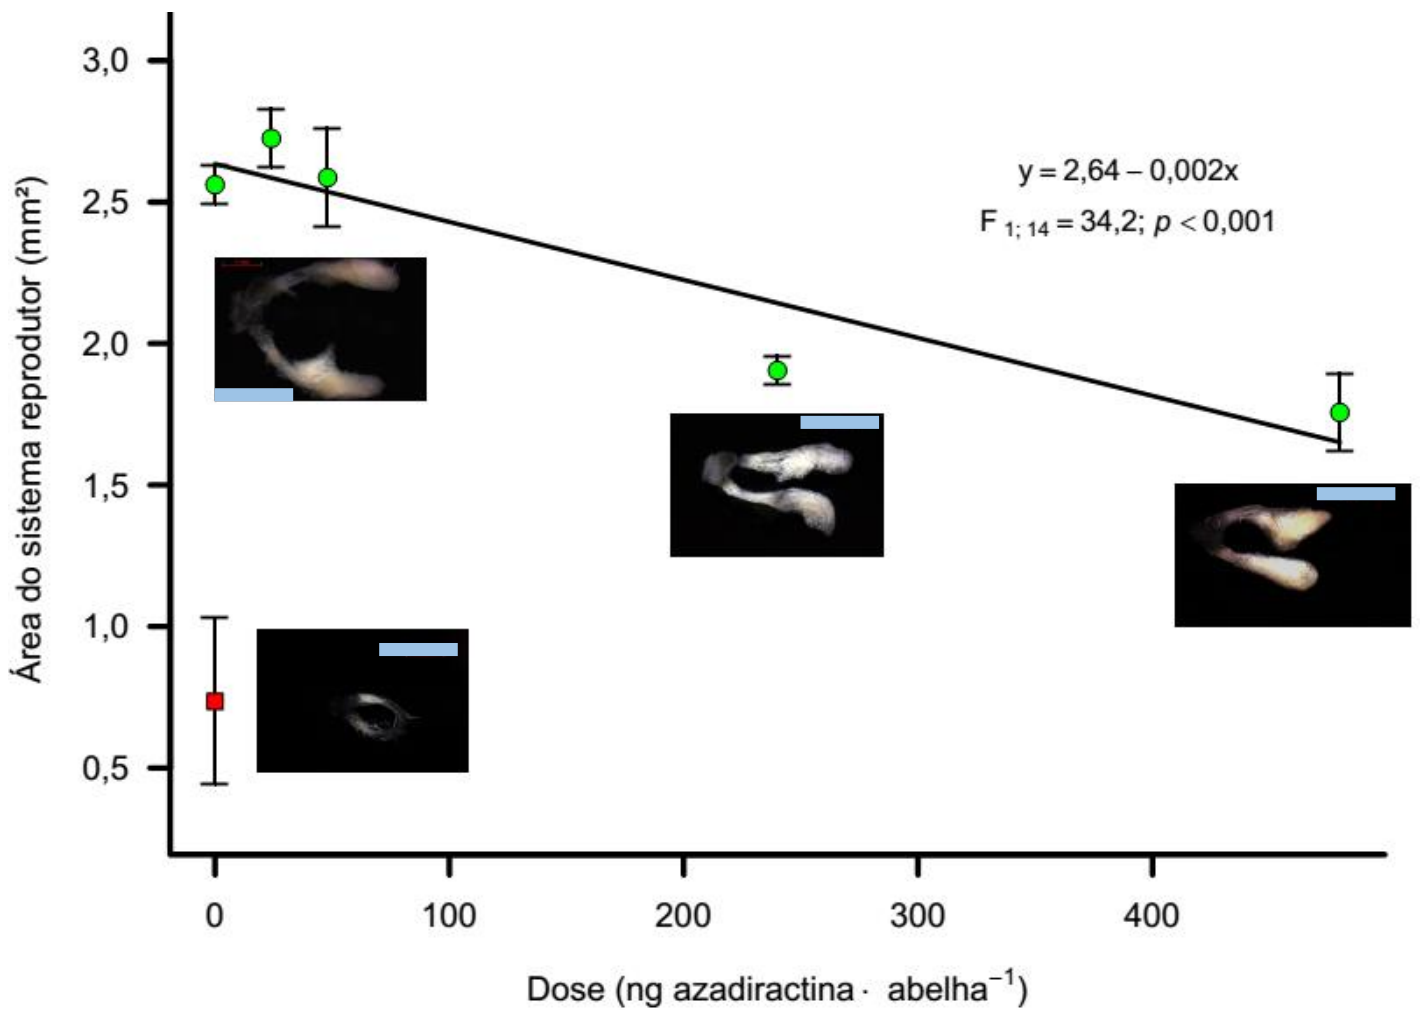 3,0
2,5
2,0
1,5
1,0
0,5
Área do sistema reprodutor (mm²)
y = 2,64 – 0,002x
F 1; 14 = 34,2; p < 0,001
0 100 200 300 400
Dose (ng azadiractina · abelha⁻¹)